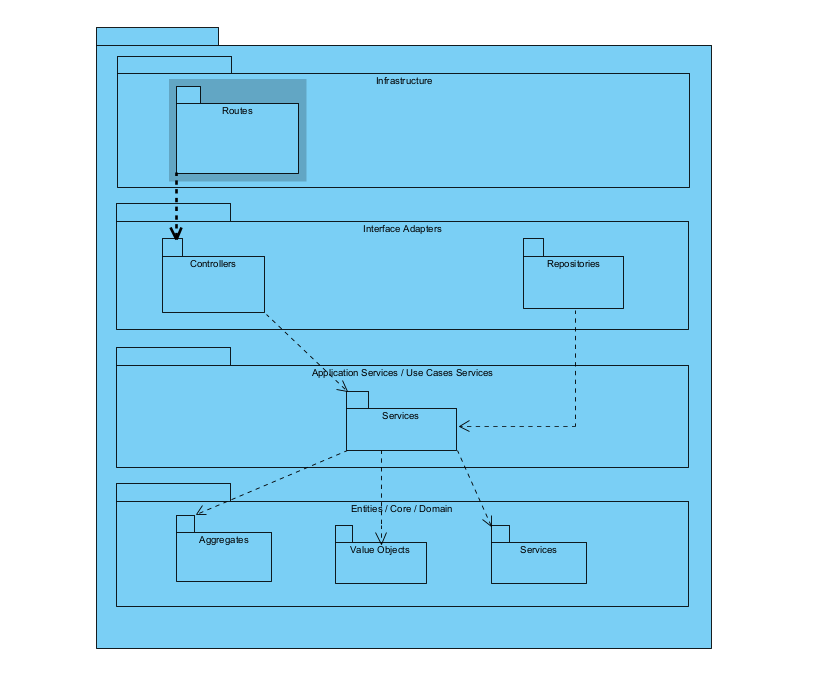 Infrastructure
Routes
Interface Adapters
Controllers
Repositories
Application Services / Use Cases Services
Services
Entities / Core / Domain
Aggregates
Value Objects
Services